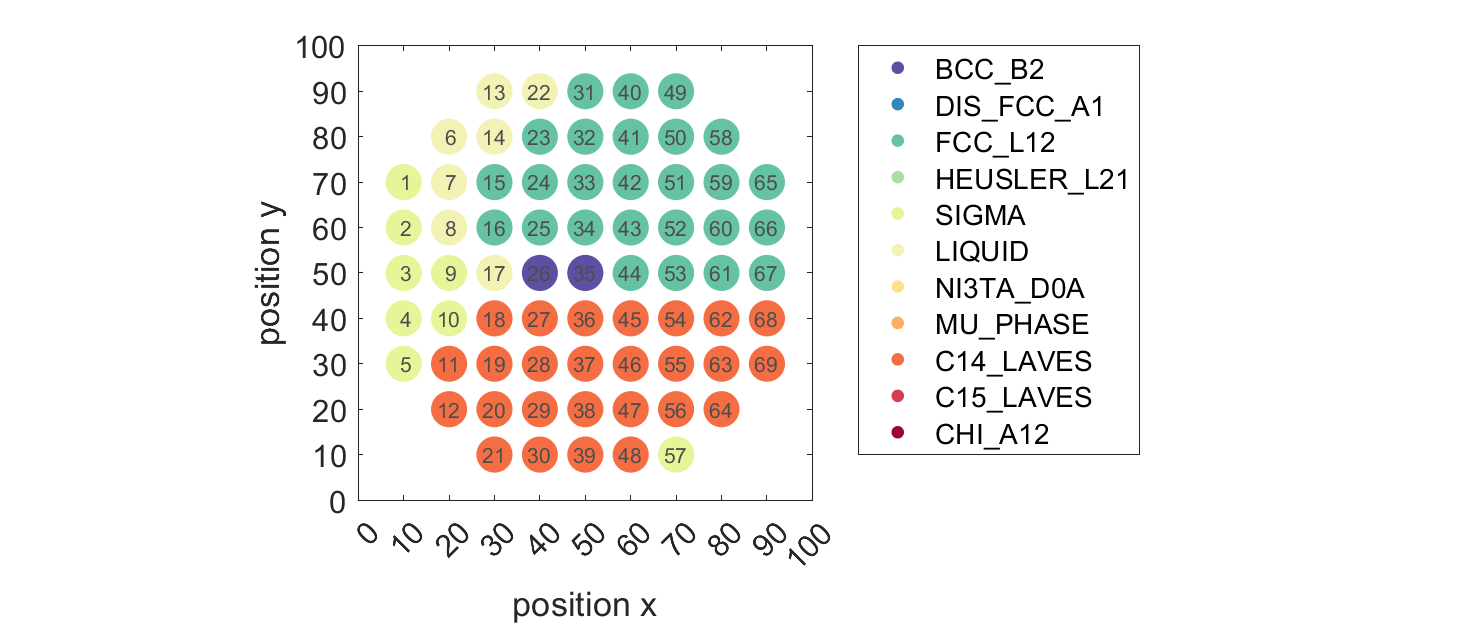 100
90
80
70
60
50
40
30
20
10
0
position y
13 22 31 40 49
6 14 23 32 41 50 58
1 7 15 24 33 42 51 59 65
2 8 16 25 34 43 52 60 66
3 9 17 26 35 44 53 61 67
4 10 18 27 36 45 54 62 68
5 11 19 28 37 46 55 63 69
12 20 29 38 47 56 64
21 30 39 48 57
0 10 20 30 40 50 60 70 80 90 100
position x
BCC_B2
DIS_FCC_A1
FCC_L12
HEUSLER_L21
SIGMA
LIQUID
NI3TA_D0A
MU_PHASE
C14_LAVES
C15_LAVES
CHI_A12